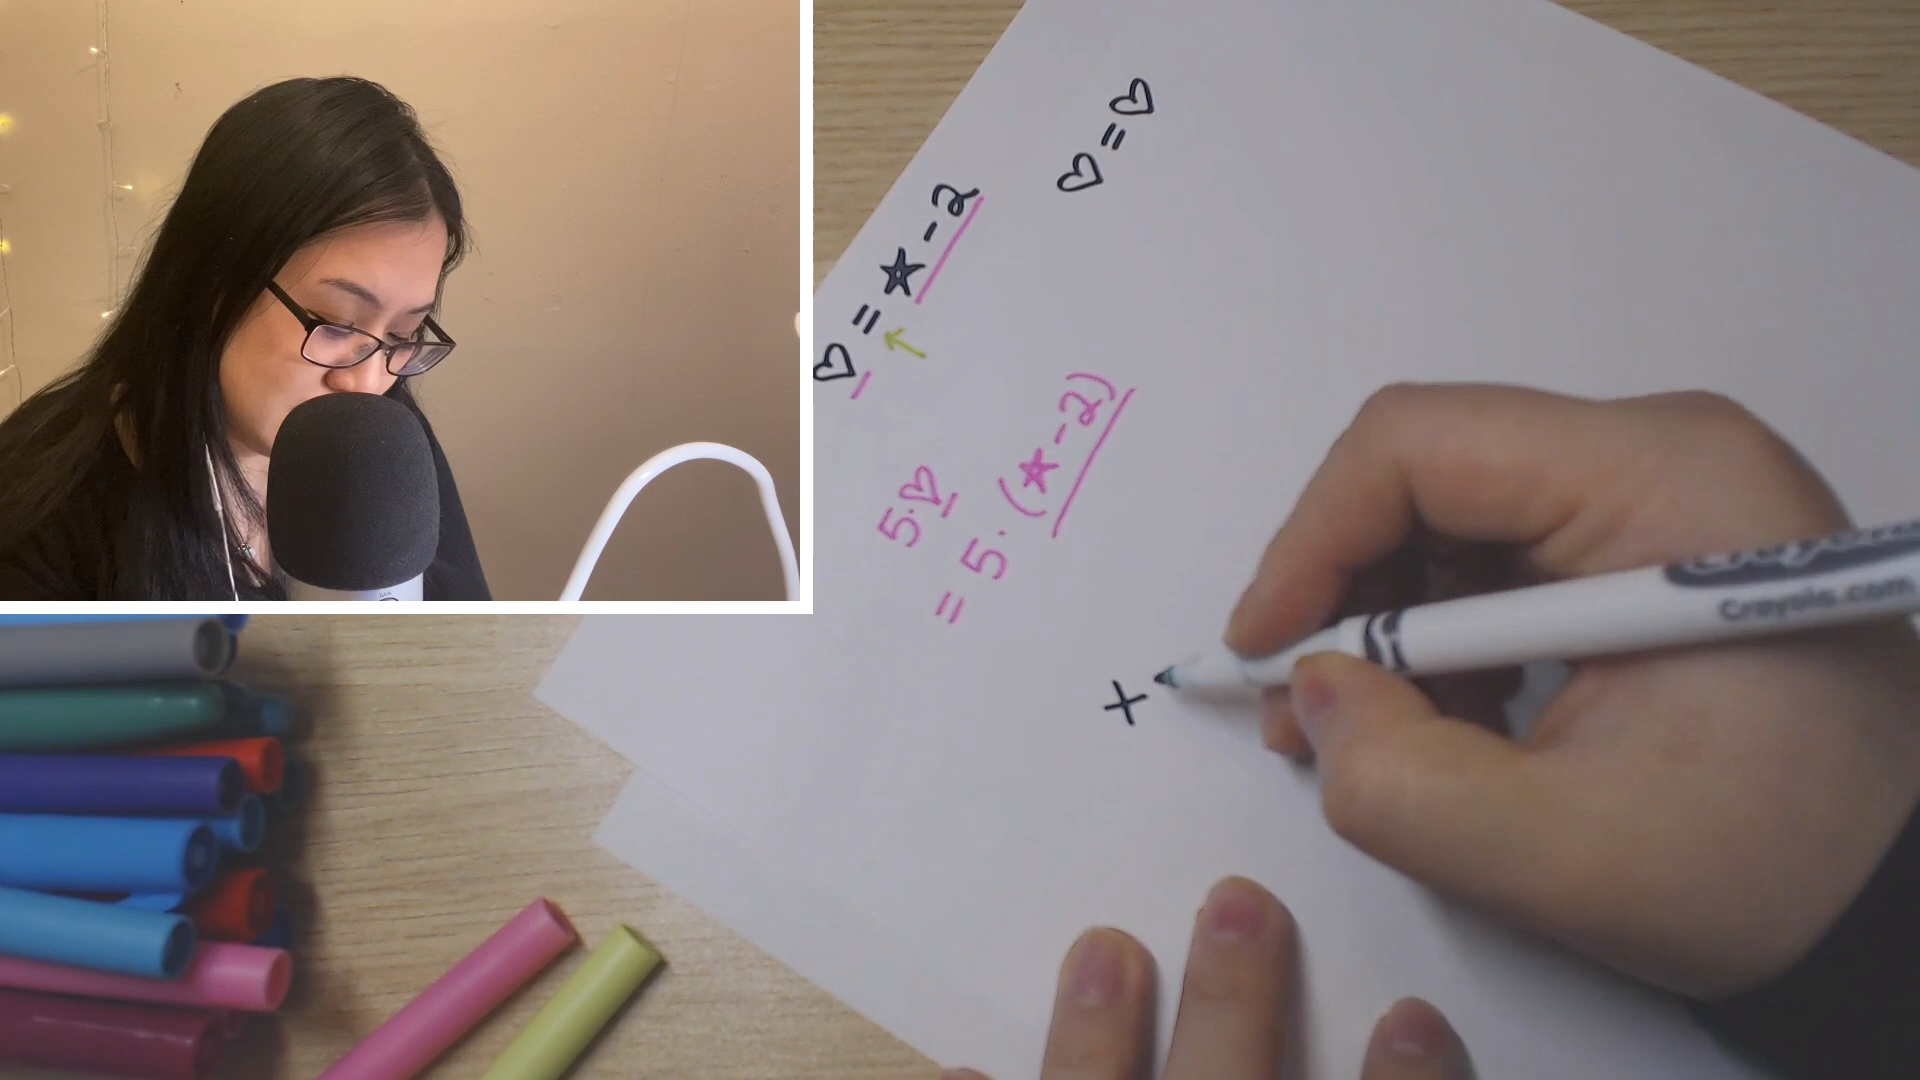 ♡ = ♡
♡ = ☆ - 2
5·♡
= 5·(☆ - 2)
+
Crayola
Crayola.com